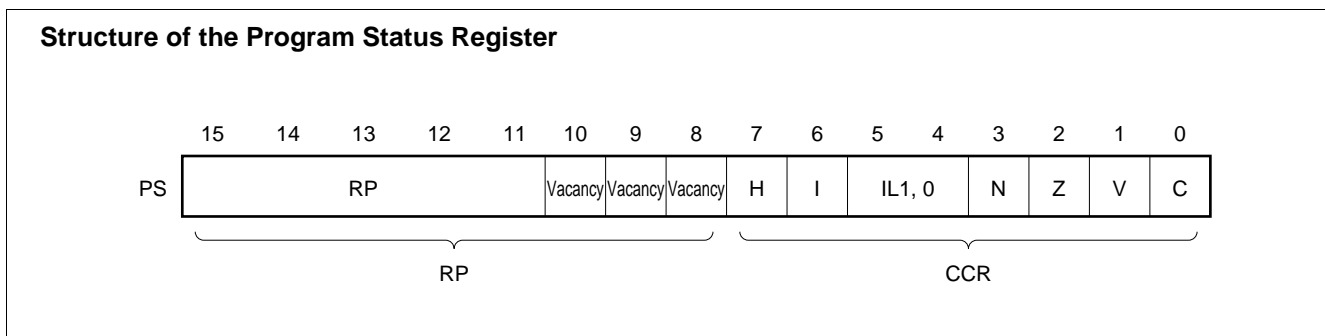 Structure of the Program Status Register
15 14 13 12 11 10 9 8 7 6 5 4 3 2 1 0
PS RP Vacancy Vacancy Vacancy H I IL1, 0 N Z V C
RP CCR